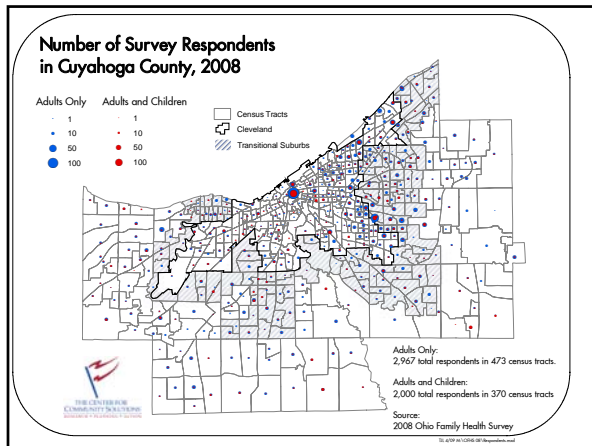 Number of Survey Respondents
in Cuyahoga County, 2008
Adults Only
1
10
50
100
Adults and Children
1
10
50
100
Census Tracts
Cleveland
Transitional Suburbs
Adults Only:
2,967 total respondents in 473 census tracts.
Adults and Children:
2,000 total respondents in 370 census tracts
Source:
2008 Ohio Family Health Survey
THE CENTER FOR
COMMUNITY SOLUTIONS
RESEARCH • PLANNING • ACTION